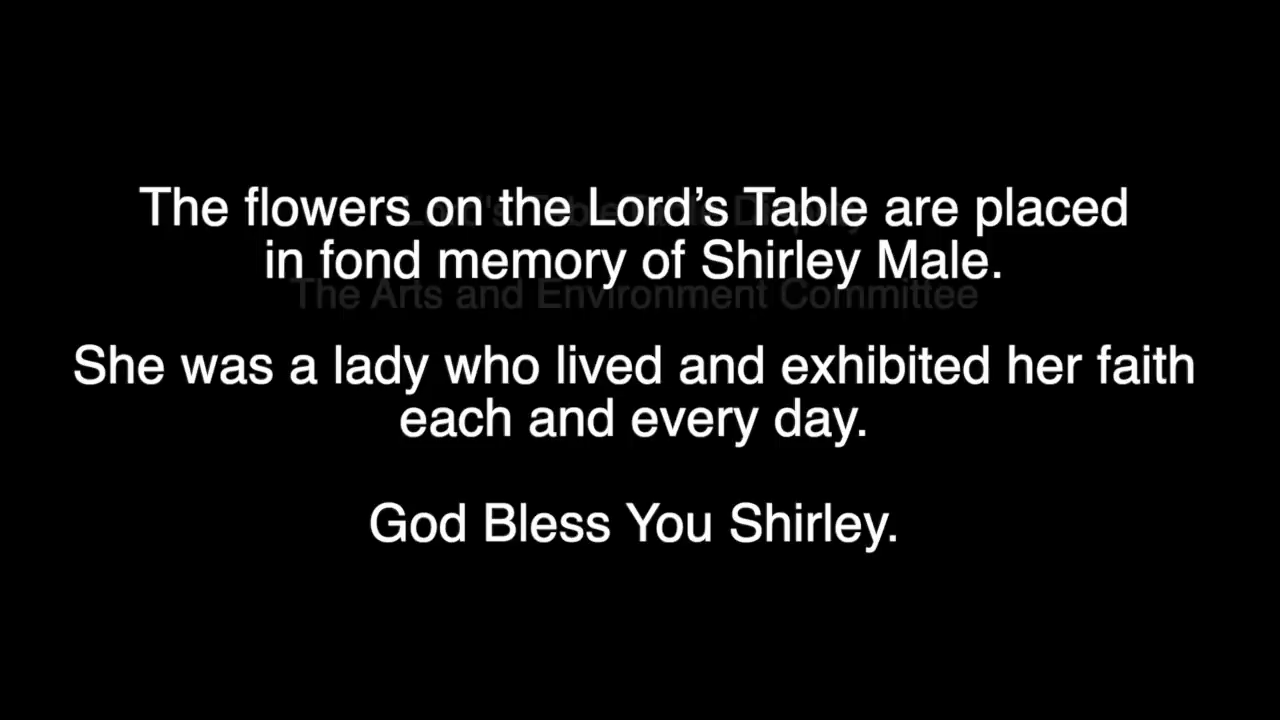 The flowers on the Lord’s Table are placed
in fond memory of Shirley Male.
The Arts and Environment Committee
She was a lady who lived and exhibited her faith
each and every day.
God Bless You Shirley.